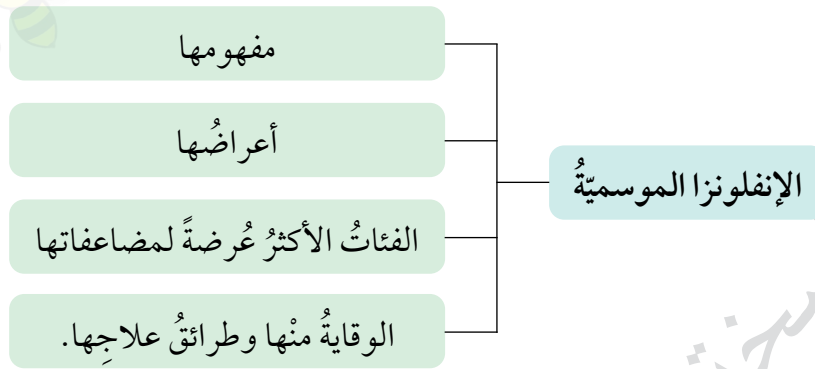 مفهومها
أعراضُها
الإنفلونزا الموسميّةُ
الفئاتُ الأكثرُ عُرضةً لمضاعفاتها
الوقايةُ منْها وطرائقُ علاجِها.